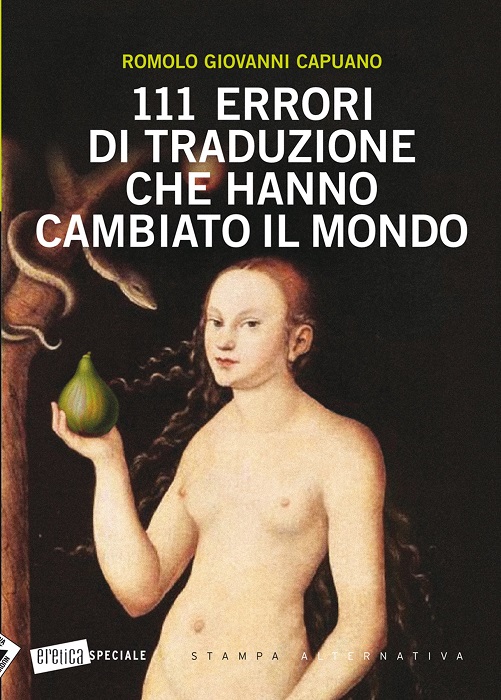 ROMOLO GIOVANNI CAPUANO
111 ERRORI
DI TRADUZIONE
CHE HANNO
CAMBIATO IL MONDO
eretica SPECIALE
STAMPA ALTERNATIVA